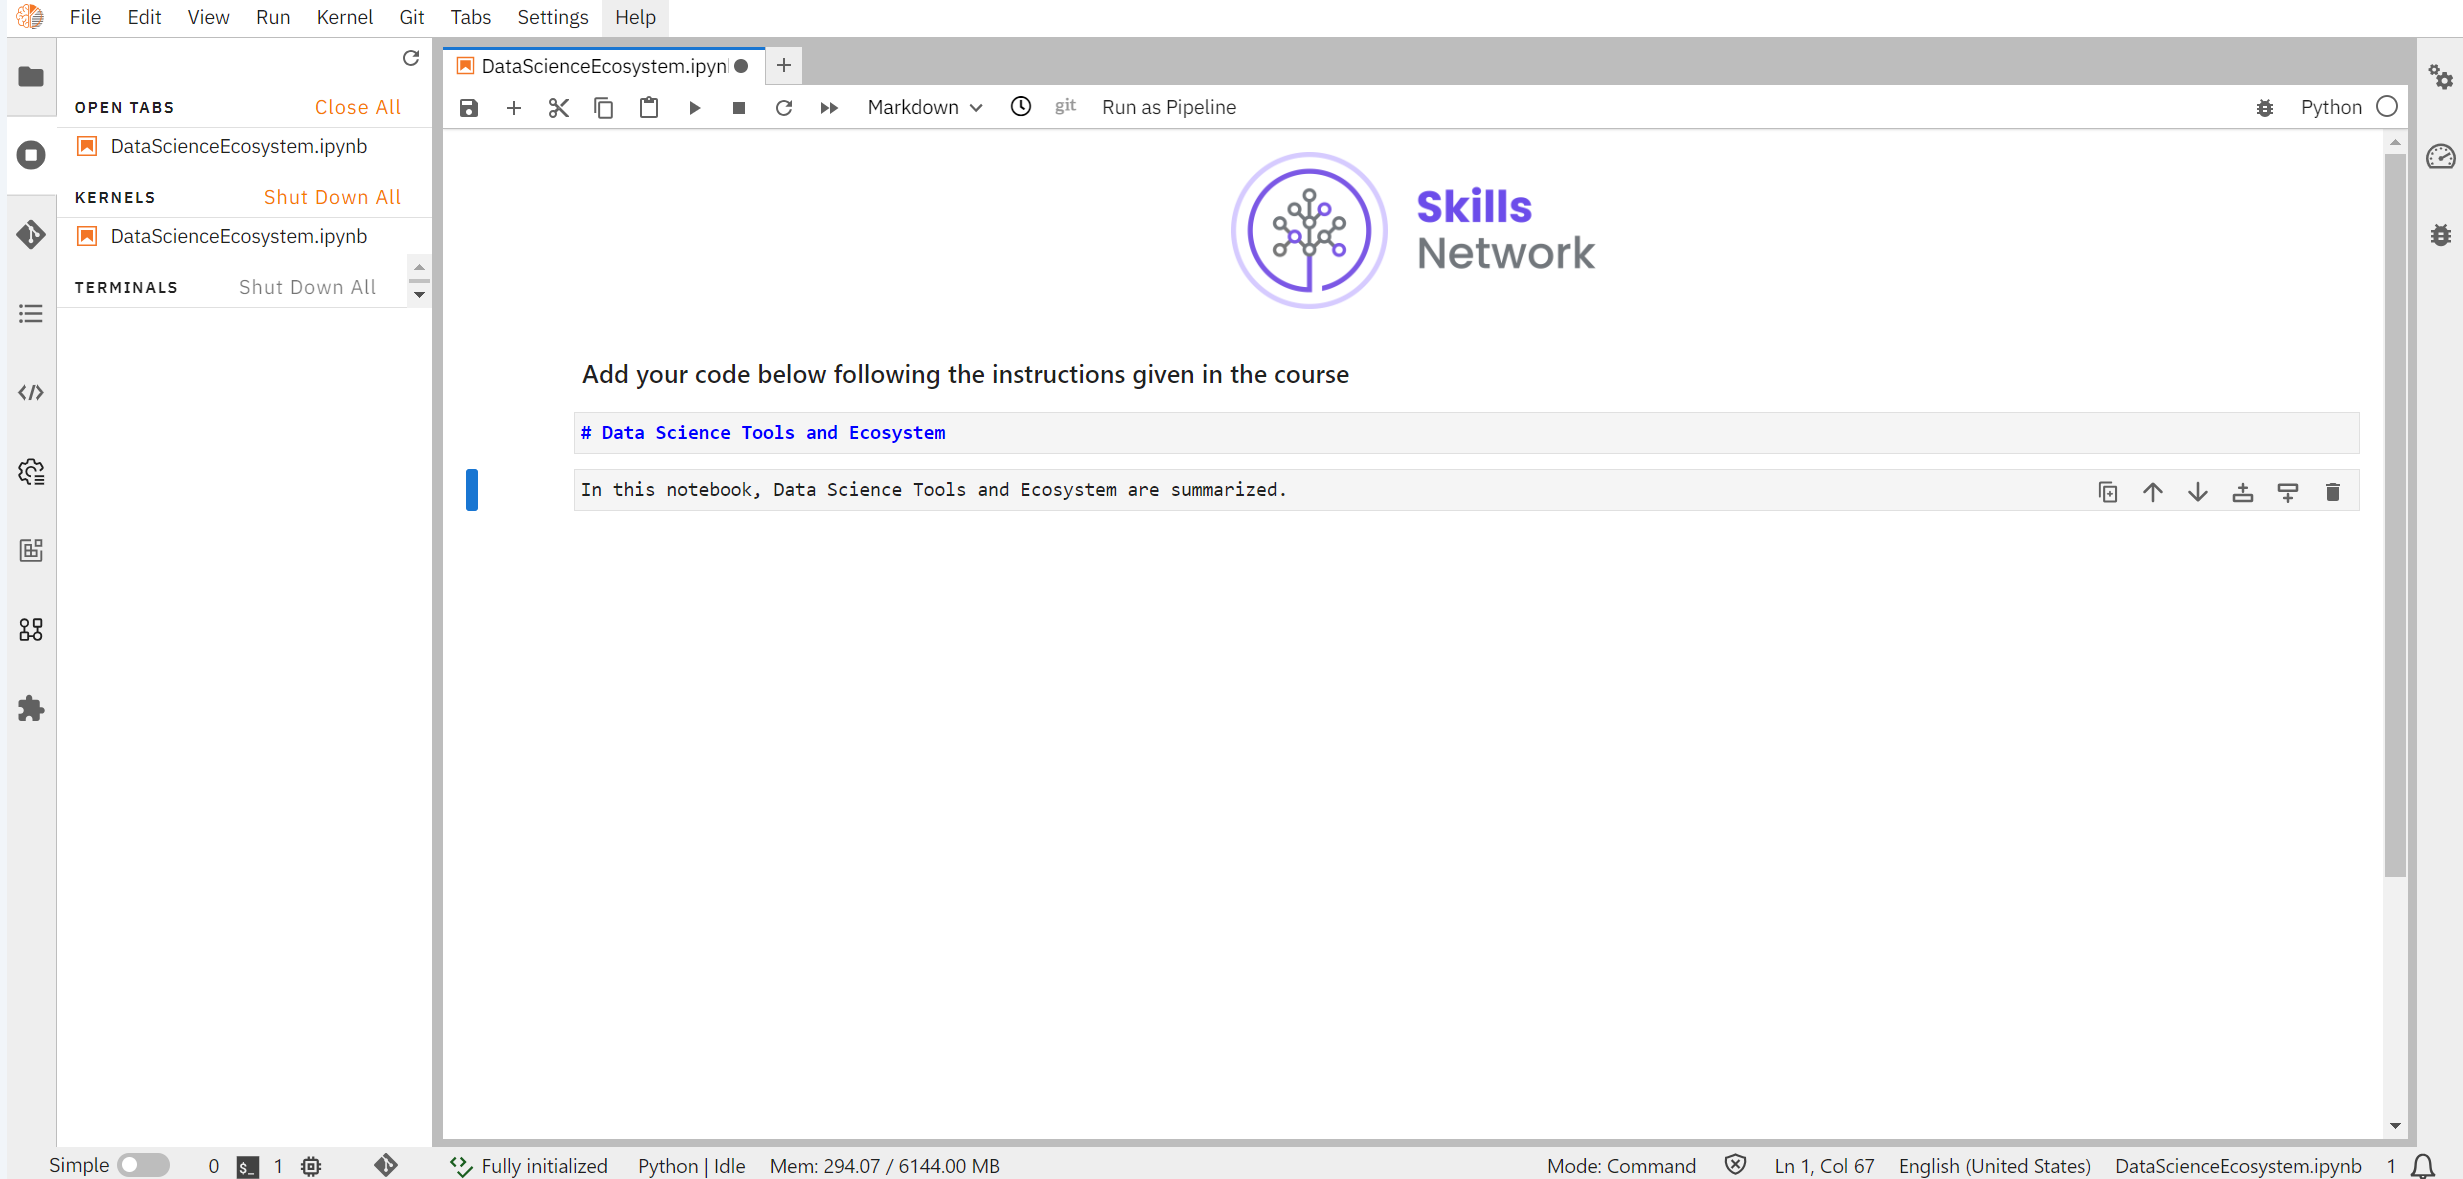 File Edit View Run Kernel Git Tabs Settings Help
OPEN TABS Close All
DataScienceEcosystem.ipynb
KERNELS Shut Down All
DataScienceEcosystem.ipynb
TERMINALS Shut Down All
DataScienceEcosystem.ipyn
Markdown git Run as Pipeline Python
Skills
Network
Add your code below following the instructions given in the course
# Data Science Tools and Ecosystem
In this notebook, Data Science Tools and Ecosystem are summarized.
Simple 0 $_ 1 Fully initialized Python | Idle Mem: 294.07 / 6144.00 MB Mode: Command Ln 1, Col 67 English (United States) DataScienceEcosystem.ipynb 1